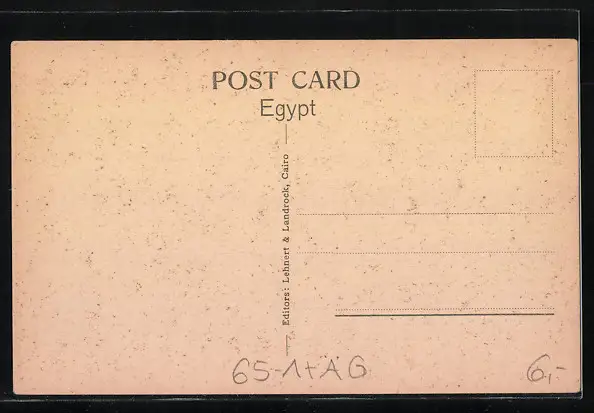 POST CARD
Egypt
Editors: Lehnert & Landrock, Cairo
65-1+ÄG
6,-